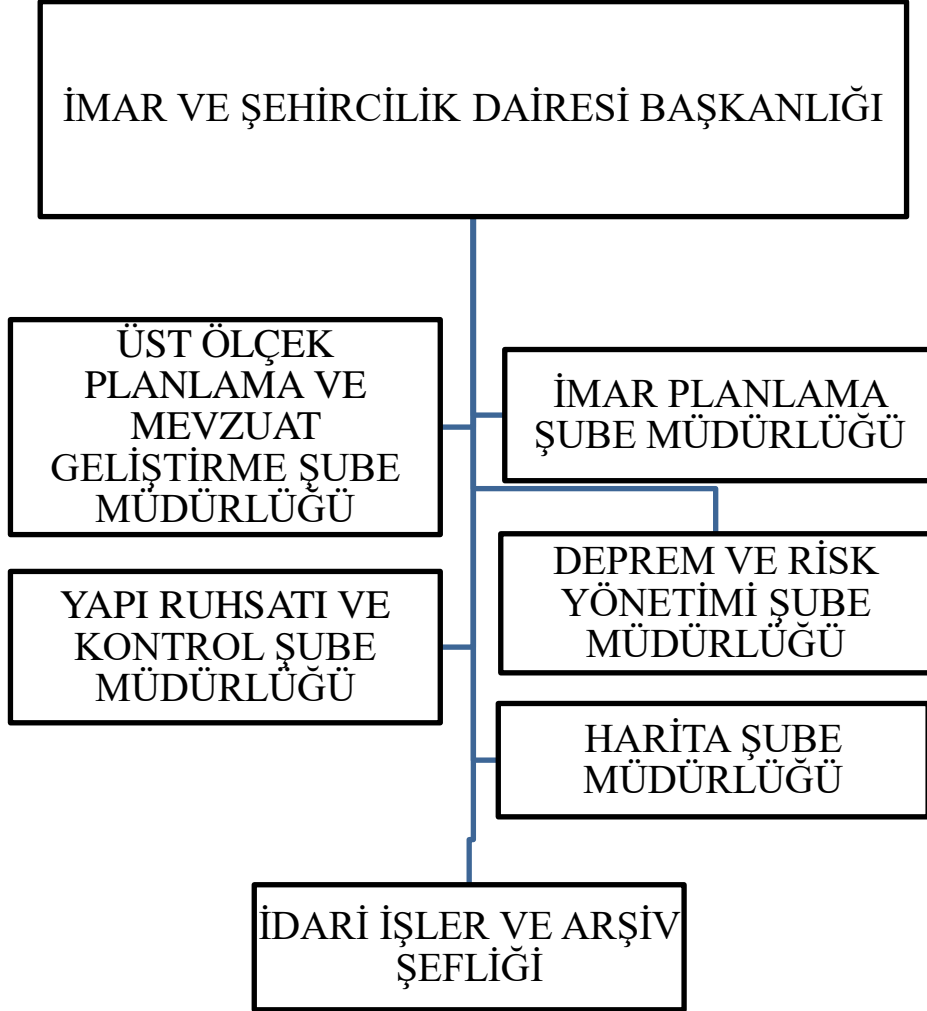 İMAR VE ŞEHİRCİLİK DAİRESİ BAŞKANLIĞI
ÜST ÖLÇEK
PLANLAMA VE
MEVZUAT
GELİŞTİRME ŞUBE
MÜDÜRLÜĞÜ
İMAR PLANLAMA
ŞUBE MÜDÜRLÜĞÜ
DEPREM VE RİSK
YÖNETİMİ ŞUBE
MÜDÜRLÜĞÜ
YAPI RUHSATI VE
KONTROL ŞUBE
MÜDÜRLÜĞÜ
HARİTA ŞUBE
MÜDÜRLÜĞÜ
İDARİ İŞLER VE ARŞİV
ŞEFLİĞİ